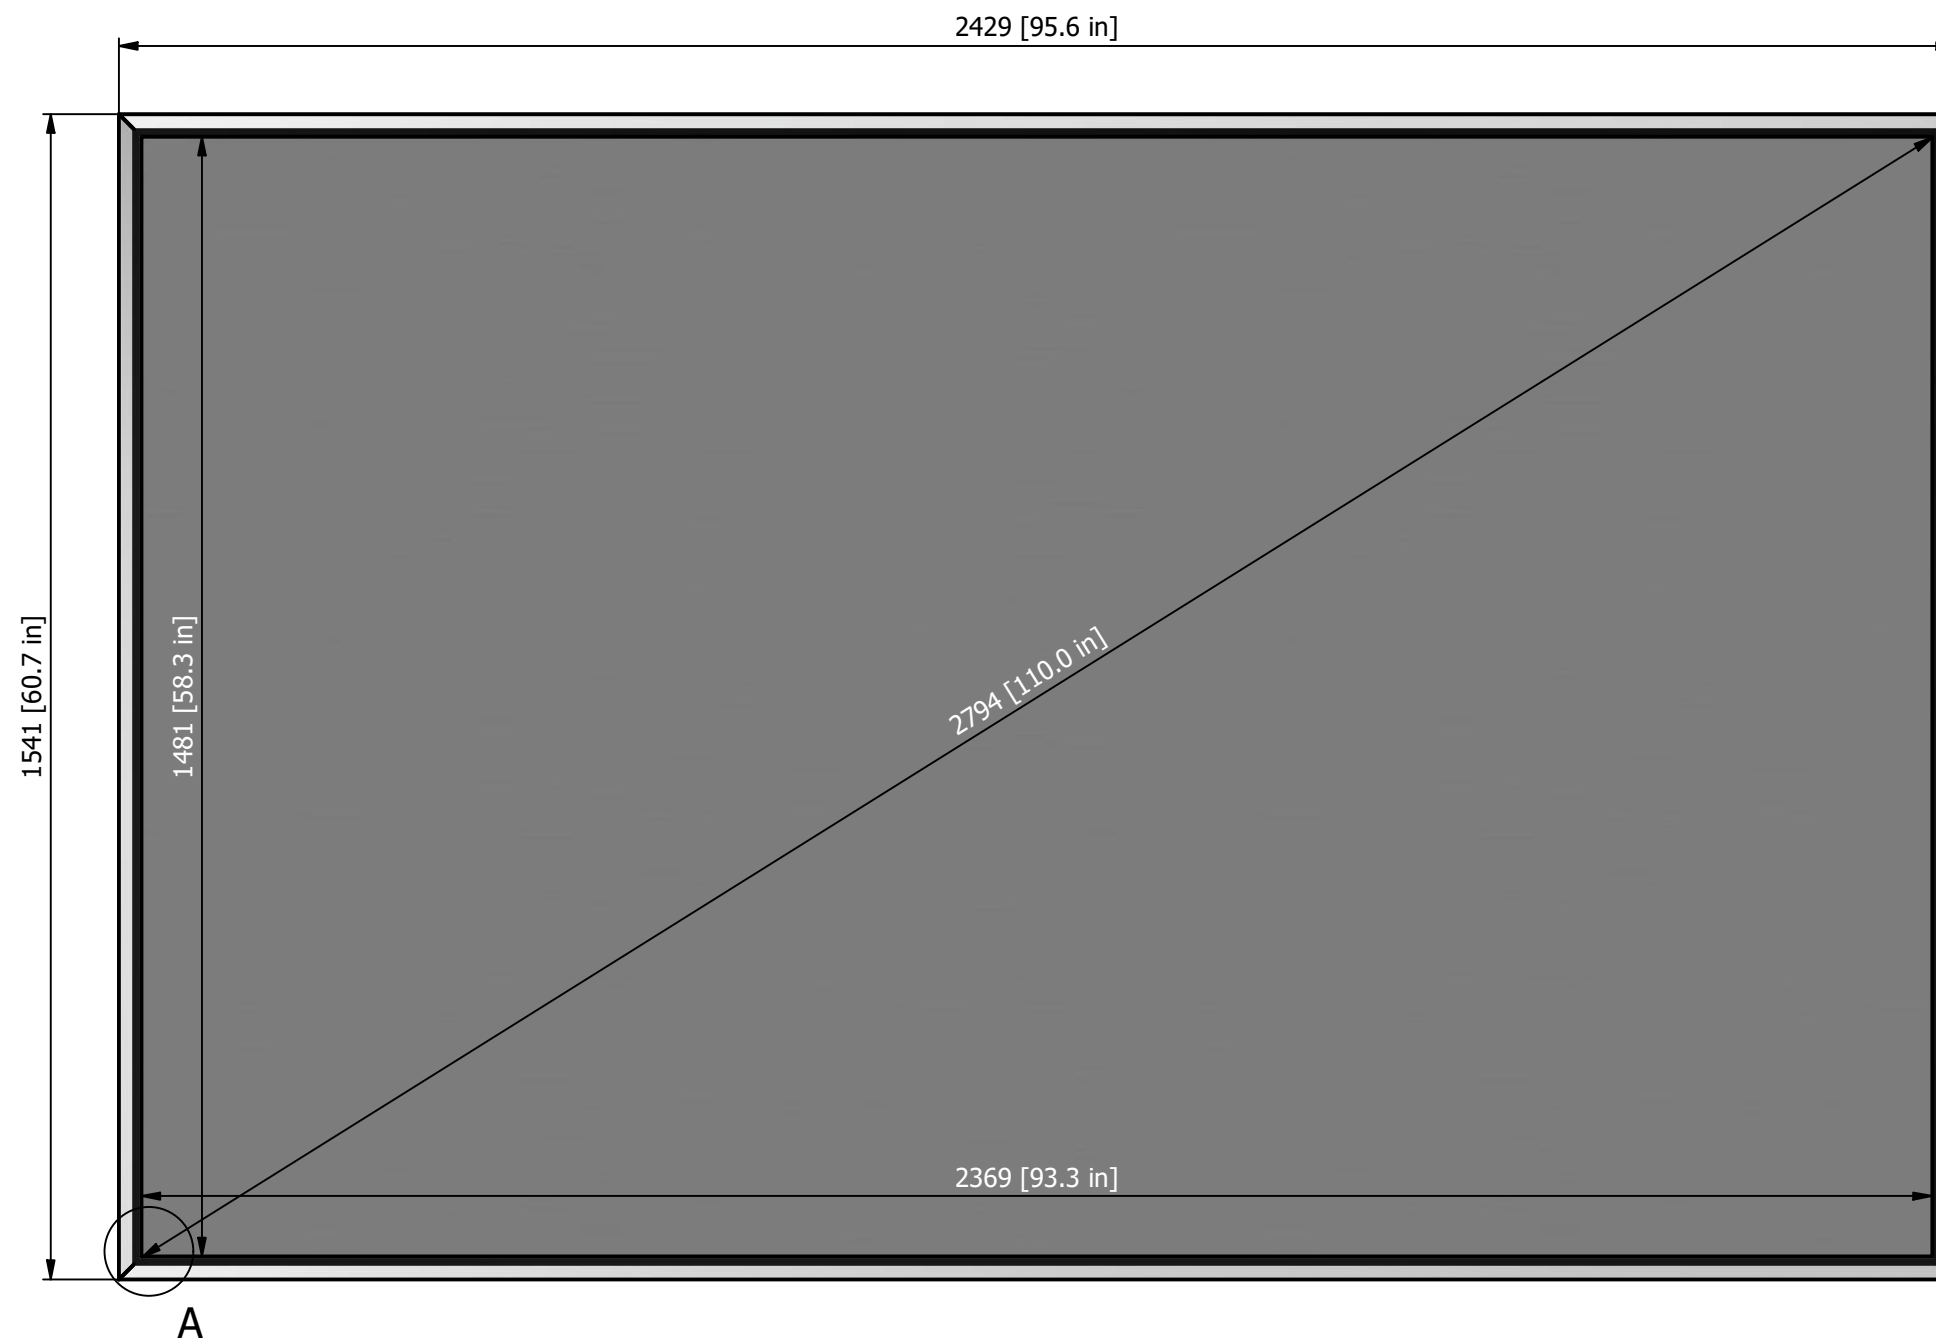 2429 [95.6 in]
1541 [60.7 in]
1481 [58.3 in]
2794 [110.0 in]
2369 [93.3 in]
A